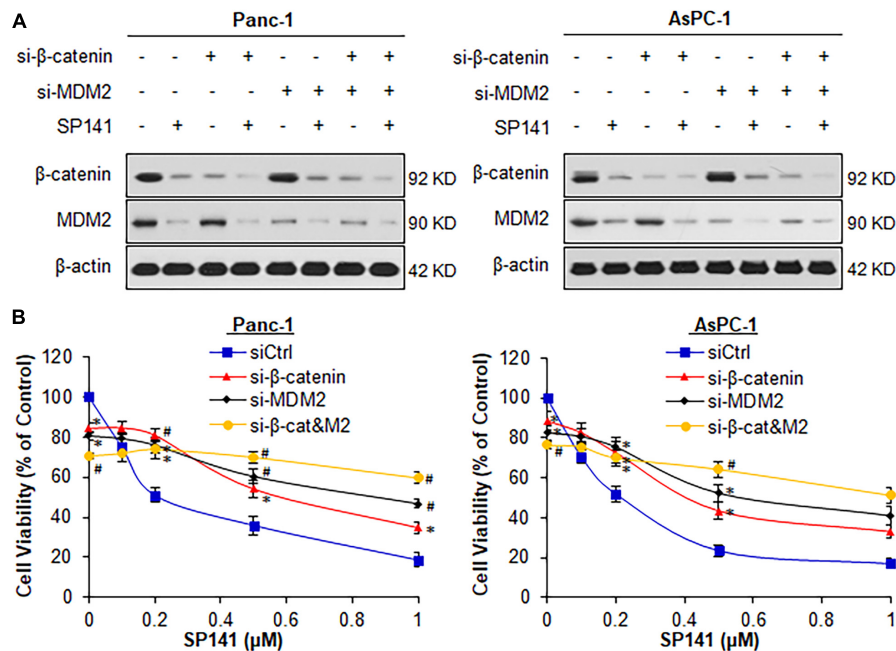 A
Panc-1
AsPC-1
si-β-catenin - - + + - - + +
si-β-catenin - - + + - - + +
si-MDM2 - - - - + + + +
si-MDM2 - - - - + + + +
SP141 - + - + - + - +
SP141 - + - + - + - +
β-catenin 92 KD
β-catenin 92 KD
MDM2 90 KD
MDM2 90 KD
β-actin 42 KD
β-actin 42 KD
B
Panc-1
siCtrl
si-β-catenin
si-MDM2
si-β-cat&M2
Cell Viability (% of Control)
120
100
80
60
40
20
0
* * # # * # # * # # *
0 0.2 0.4 0.6 0.8 1
SP141 (µM)
AsPC-1
siCtrl
si-β-catenin
si-MDM2
si-β-cat&M2
Cell Viability (% of Control)
120
100
80
60
40
20
0
* * # * * * # * *
0 0.2 0.4 0.6 0.8 1
SP141 (µM)